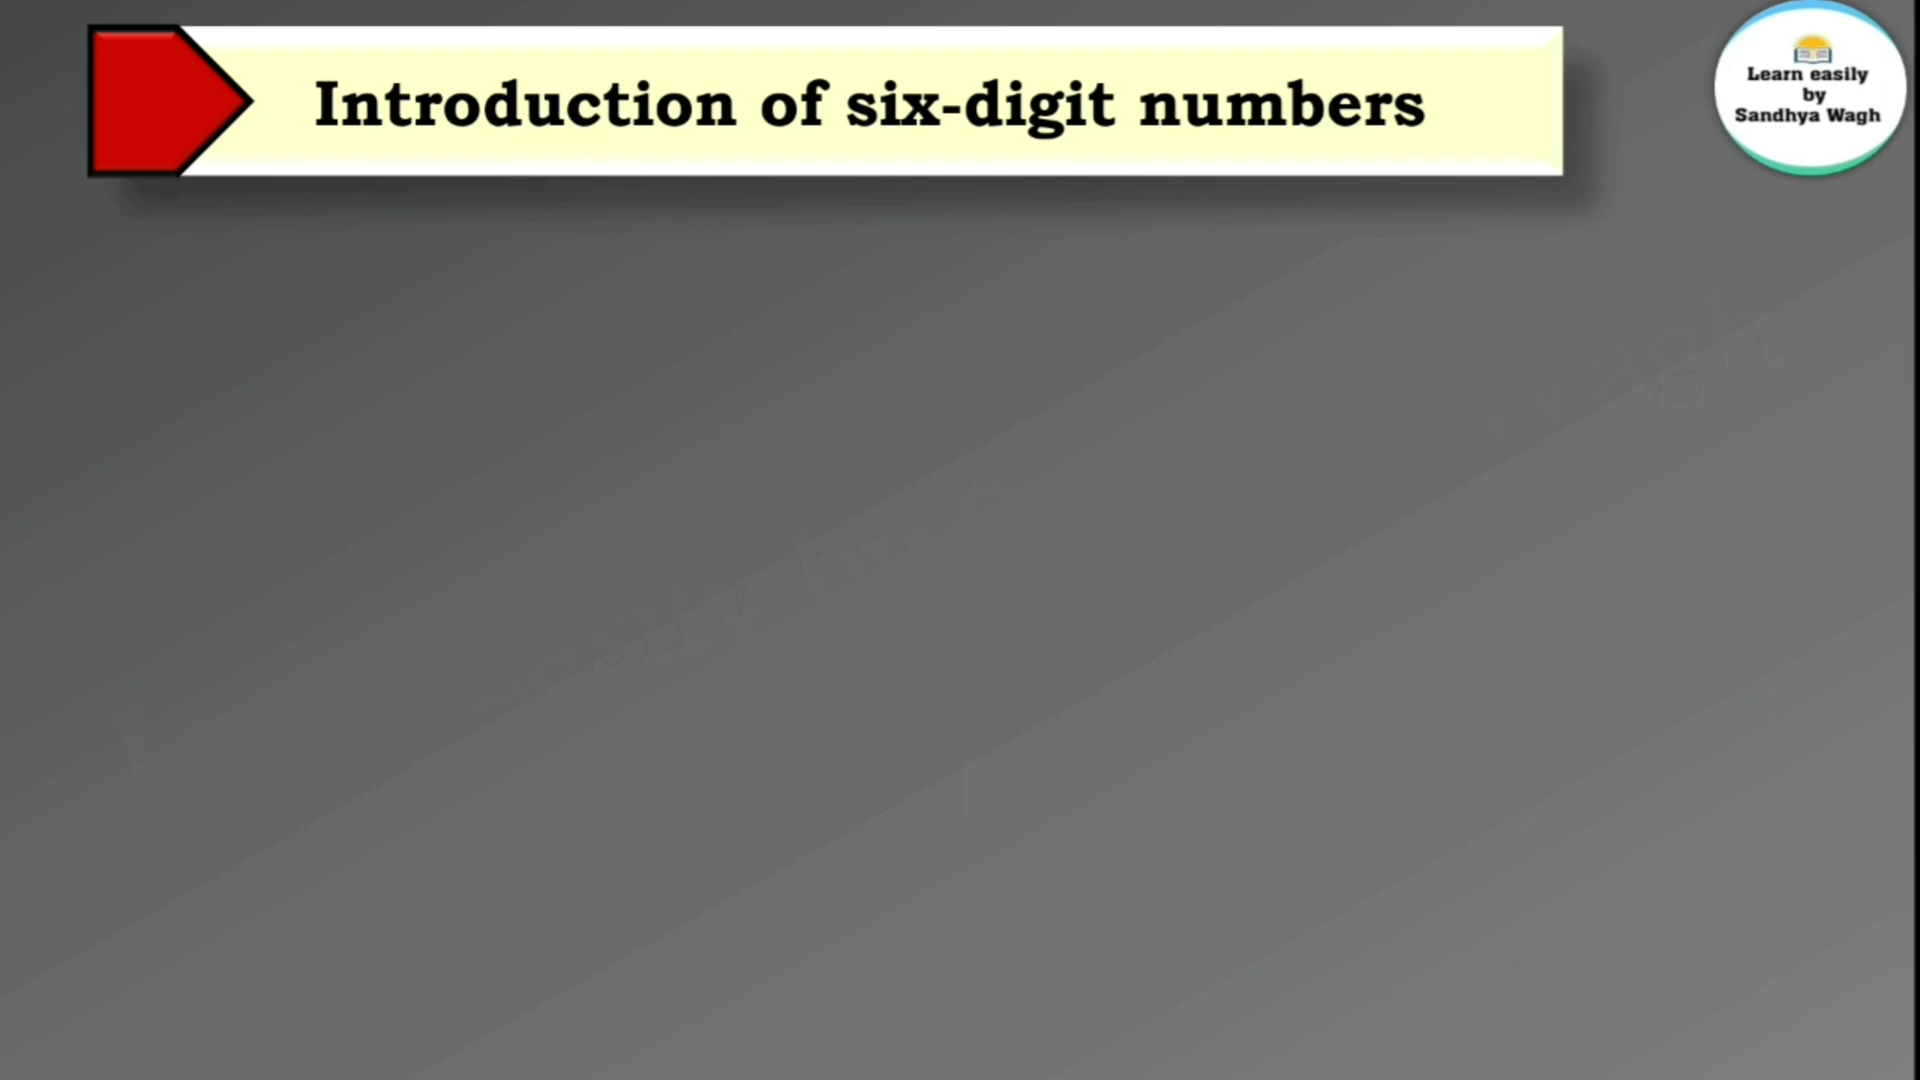 Introduction of six-digit numbers
Learn easily
by
Sandhya Wagh